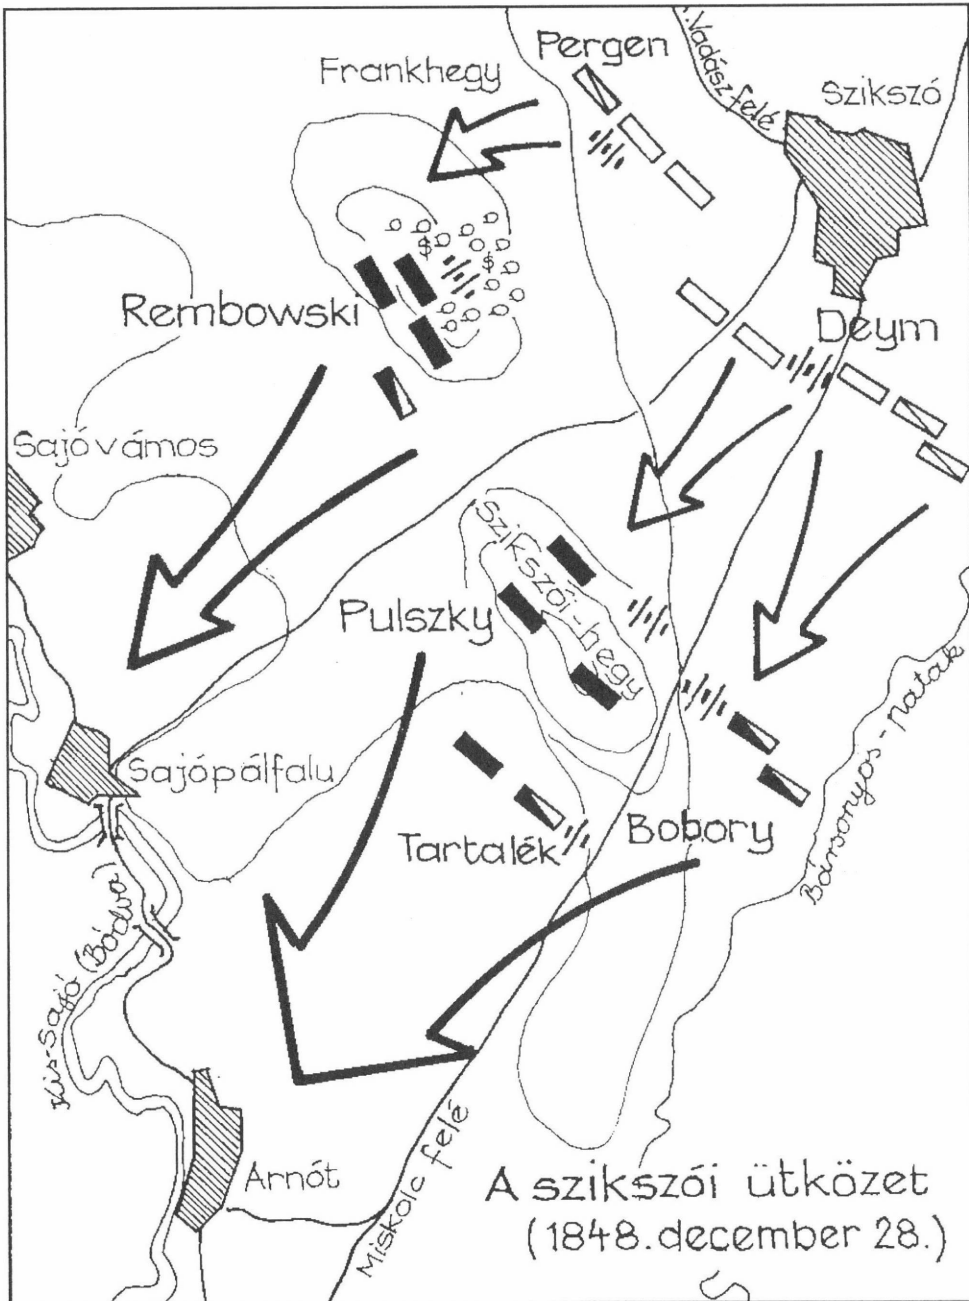 Pergen
Frankhegy
Vadász felé
Szikszó
Rembowski
Deym
Sajóvámos
Szikszói-hegy
Pulszky
Sajópálfalu
Tartalék
Bobory
Bársonyos-patak
Kis-Sajó (Bódva)
Arnót
Miskolc felé
A szikszói ütközet
(1848. december 28.)